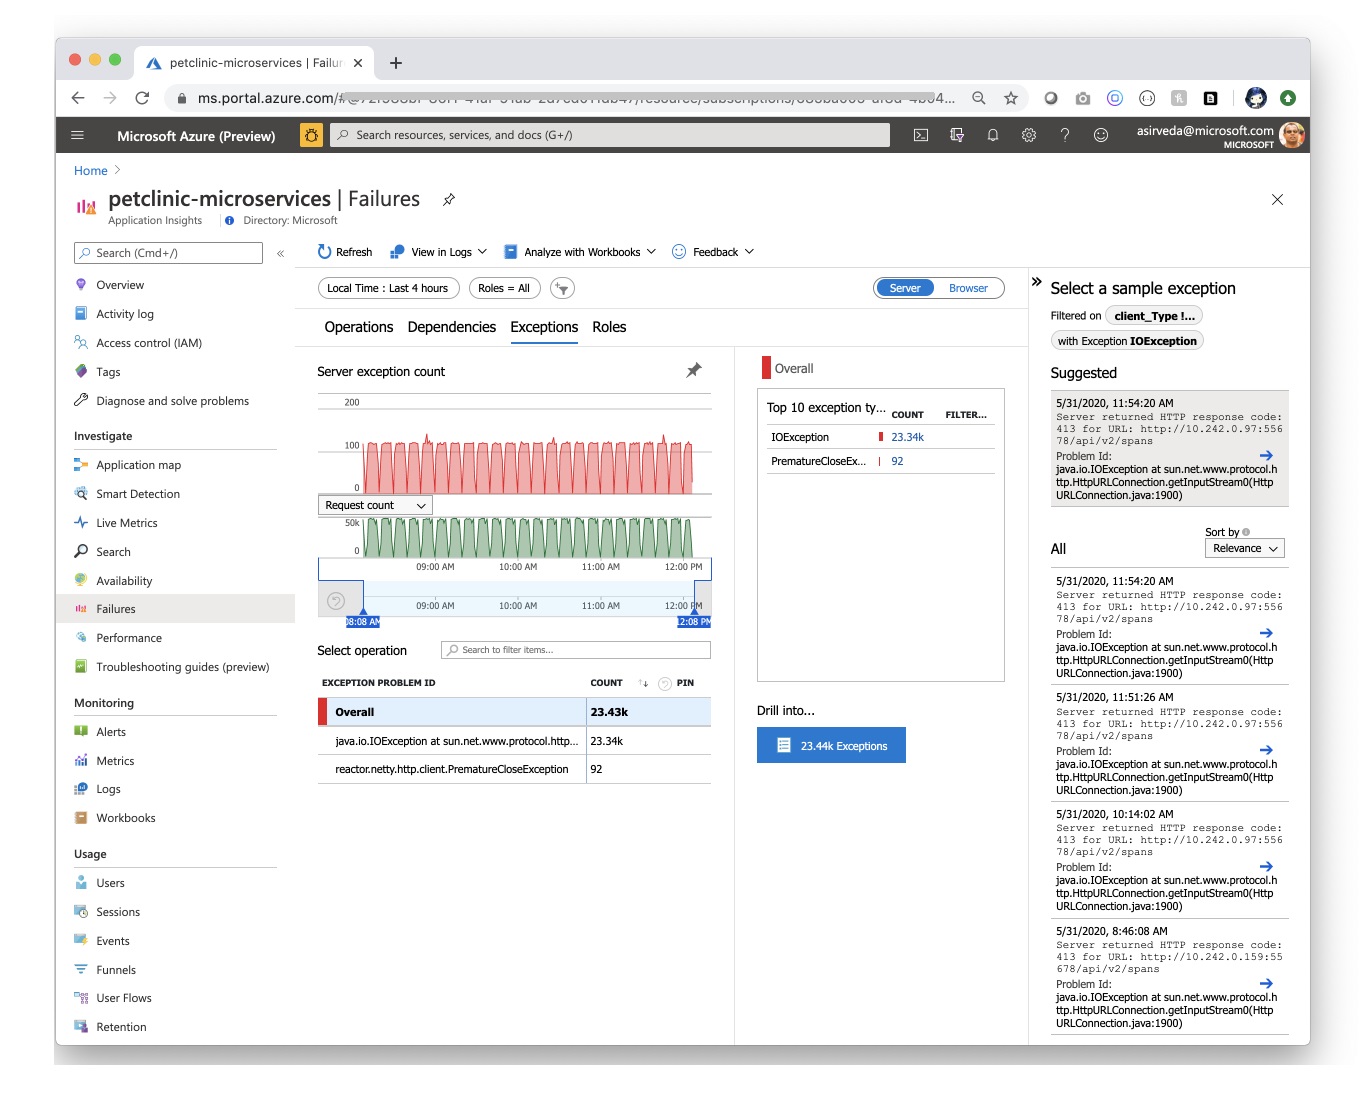 petclinic-microservices | Failur
ms.portal.azure.com/#
Microsoft Azure (Preview)
Search resources, services, and docs (G+/)
asirveda@microsoft.com
MICROSOFT
Home
petclinic-microservices | Failures
Application Insights
Directory: Microsoft
Search (Cmd+/)
Overview
Activity log
Access control (IAM)
Tags
Diagnose and solve problems
Investigate
Application map
Smart Detection
Live Metrics
Search
Availability
Failures
Performance
Troubleshooting guides (preview)
Monitoring
Alerts
Metrics
Logs
Workbooks
Usage
Users
Sessions
Events
Funnels
User Flows
Retention
Refresh
View in Logs
Analyze with Workbooks
Feedback
Local Time : Last 4 hours
Roles = All
Server
Browser
Operations
Dependencies
Exceptions
Roles
Server exception count
200
100
0
Request count
50k
0
09:00 AM 10:00 AM 11:00 AM 12:00 PM
09:00 AM 10:00 AM 11:00 AM 12:00 PM
08:08 AM
12:08 PM
Select operation
Search to filter items...
EXCEPTION PROBLEM ID COUNT PIN
Overall 23.43k
java.io.IOException at sun.net.www.protocol.http... 23.34k
reactor.netty.http.client.PrematureCloseException 92
Overall
Top 10 exception ty... COUNT FILTER...
IOException 23.34k
PrematureCloseEx... 92
Drill into...
23.44k Exceptions
Select a sample exception
Filtered on client_Type !...
with Exception IOException
Suggested
5/31/2020, 11:54:20 AM
Server returned HTTP response code:
413 for URL: http://10.242.0.97:556
78/api/v2/spans
Problem Id:
java.io.IOException at sun.net.www.protocol.h
ttp.HttpURLConnection.getInputStream0(Http
URLConnection.java:1900)
Sort by
All
Relevance
5/31/2020, 11:54:20 AM
Server returned HTTP response code:
413 for URL: http://10.242.0.97:556
78/api/v2/spans
Problem Id:
java.io.IOException at sun.net.www.protocol.h
ttp.HttpURLConnection.getInputStream0(Http
URLConnection.java:1900)
5/31/2020, 11:51:26 AM
Server returned HTTP response code:
413 for URL: http://10.242.0.97:556
78/api/v2/spans
Problem Id:
java.io.IOException at sun.net.www.protocol.h
ttp.HttpURLConnection.getInputStream0(Http
URLConnection.java:1900)
5/31/2020, 10:14:02 AM
Server returned HTTP response code:
413 for URL: http://10.242.0.97:556
78/api/v2/spans
Problem Id:
java.io.IOException at sun.net.www.protocol.h
ttp.HttpURLConnection.getInputStream0(Http
URLConnection.java:1900)
5/31/2020, 8:46:08 AM
Server returned HTTP response code:
413 for URL: http://10.242.0.159:55
678/api/v2/spans
Problem Id:
java.io.IOException at sun.net.www.protocol.h
ttp.HttpURLConnection.getInputStream0(Http
URLConnection.java:1900)